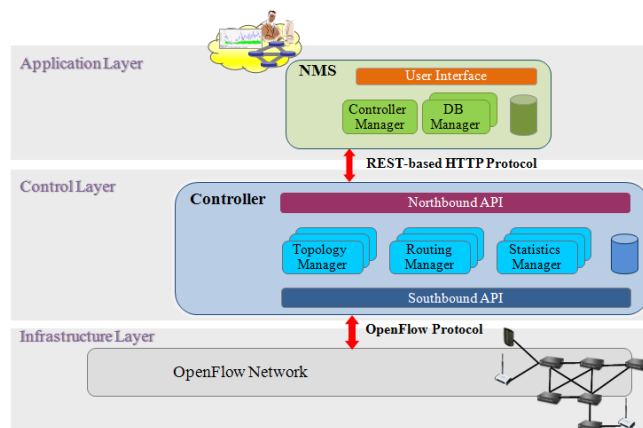 Application Layer
NMS
User Interface
Controller
Manager
DB
Manager
REST-based HTTP Protocol
Control Layer
Controller
Northbound API
Topology
Manager
Routing
Manager
Statistics
Manager
Southbound API
OpenFlow Protocol
Infrastructure Layer
OpenFlow Network